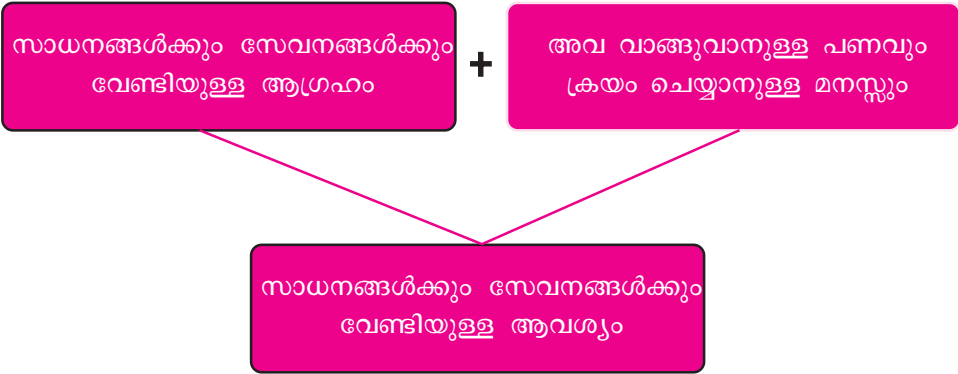 സാധനങ്ങൾക്കും സേവനങ്ങൾക്കും
വേണ്ടിയുള്ള ആഗ്രഹം
+
അവ വാങ്ങുവാനുള്ള പണവും
ക്രയം ചെയ്യാനുള്ള മനസ്സും
സാധനങ്ങൾക്കും സേവനങ്ങൾക്കും
വേണ്ടിയുള്ള ആവശ്യം